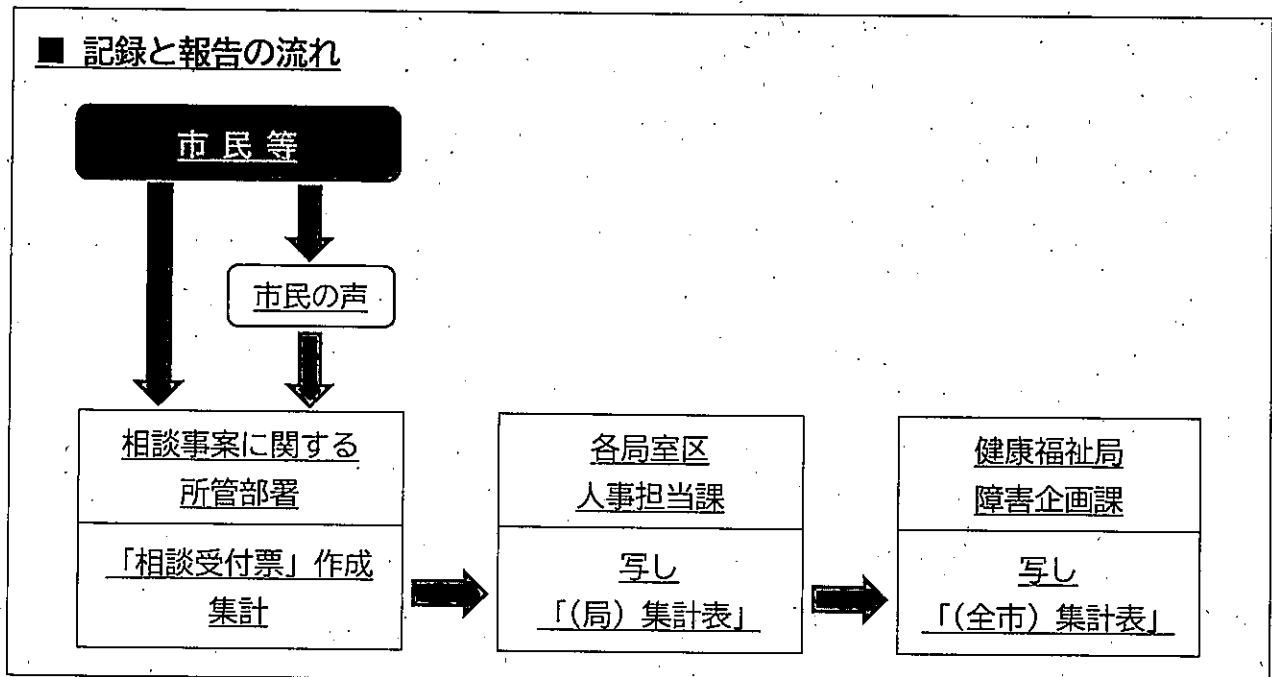 ■ 記録と報告の流れ
市民等
市民の声
相談事案に関する
所管部署
「相談受付票」作成
集計
各局室区
人事担当課
写し
「(局)集計表」
健康福祉局
障害企画課
写し
「(全市)集計表」